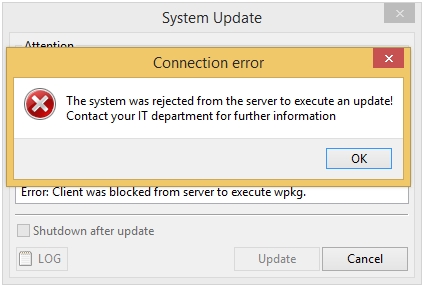 System Update
Attention
Connection error
The system was rejected from the server to execute an update!
Contact your IT department for further information
OK
Error: Client was blocked from server to execute wpkg.
Shutdown after update
LOG
Update
Cancel